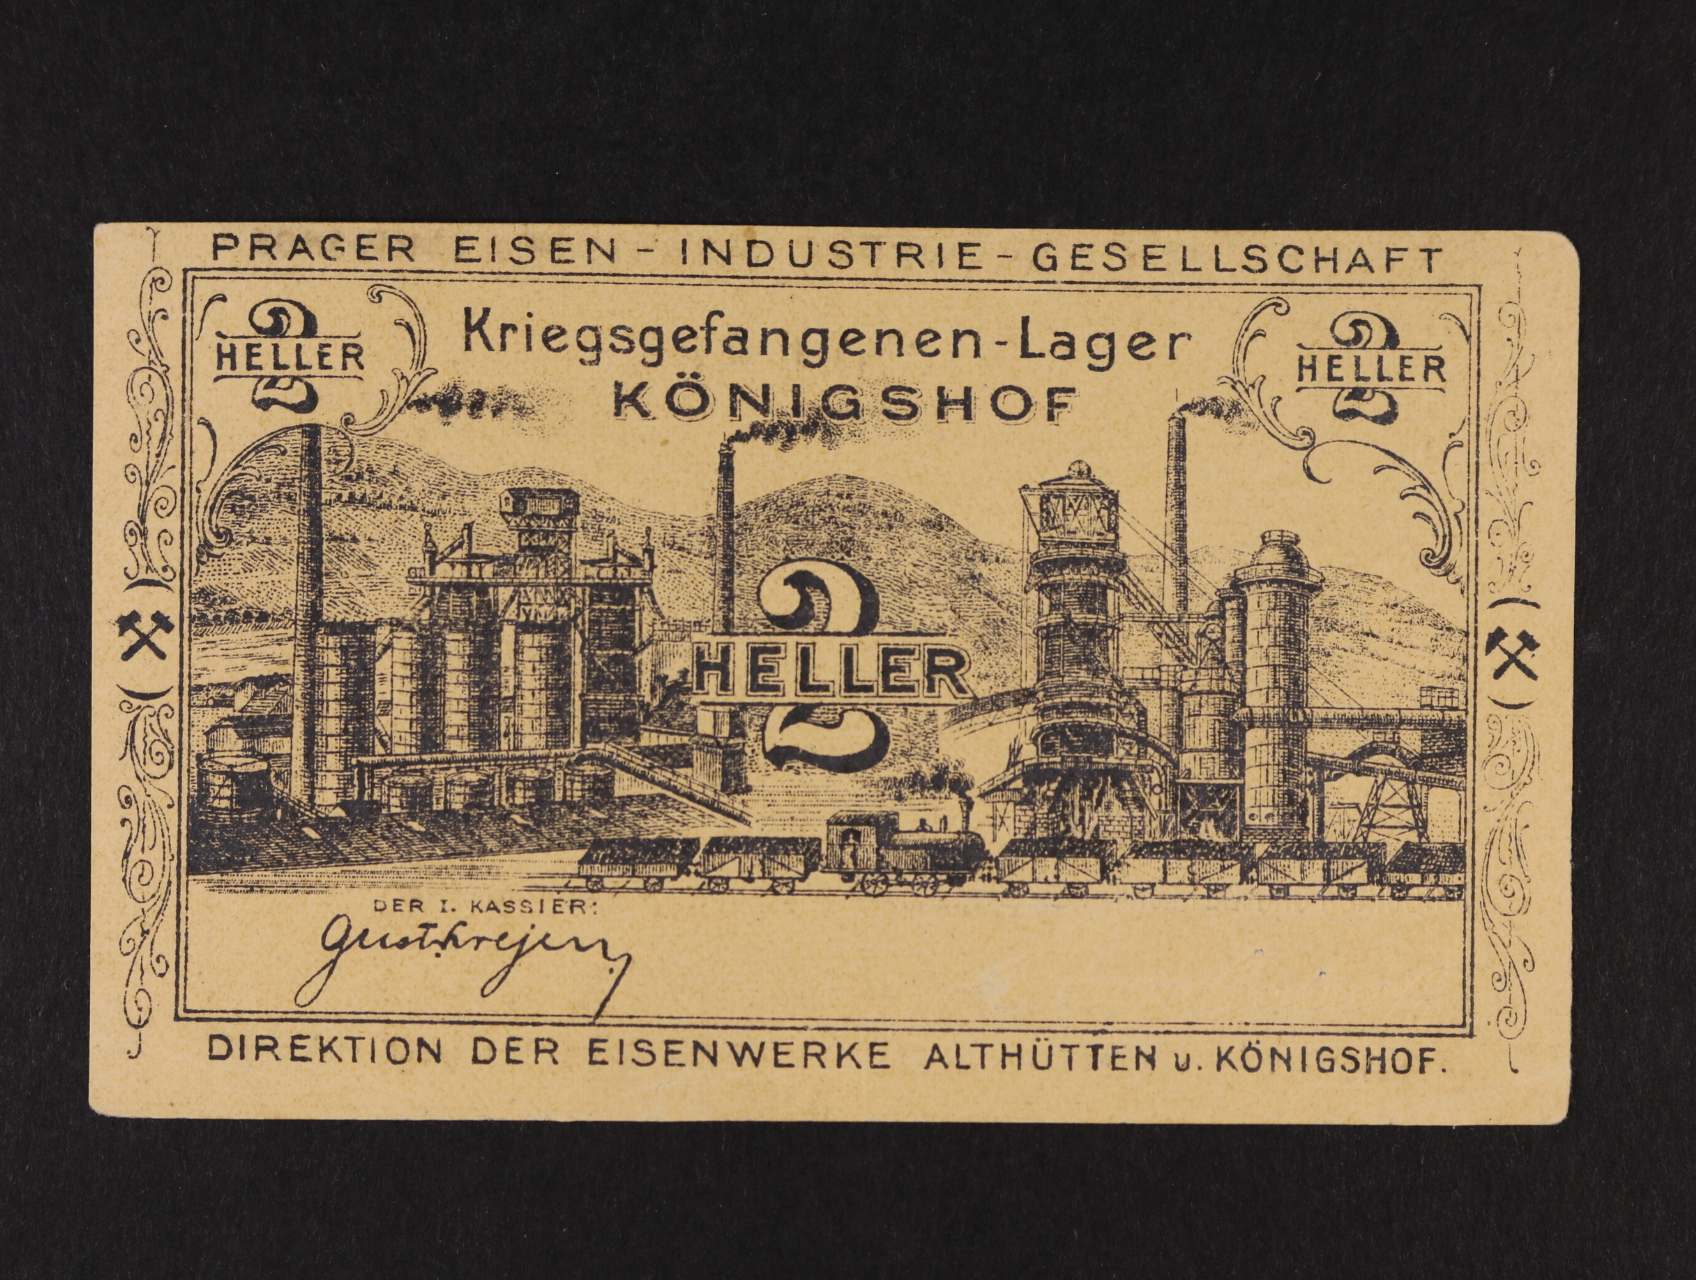 PRAGER EISEN - INDUSTRIE - GESELLSCHAFT
2 HELLER
Kriegsgefangenen-Lager
KÖNIGSHOF
2 HELLER
2 HELLER
DER I. KASSIER:
DIREKTION DER EISENWERKE ALTHÜTTEN u. KÖNIGSHOF.